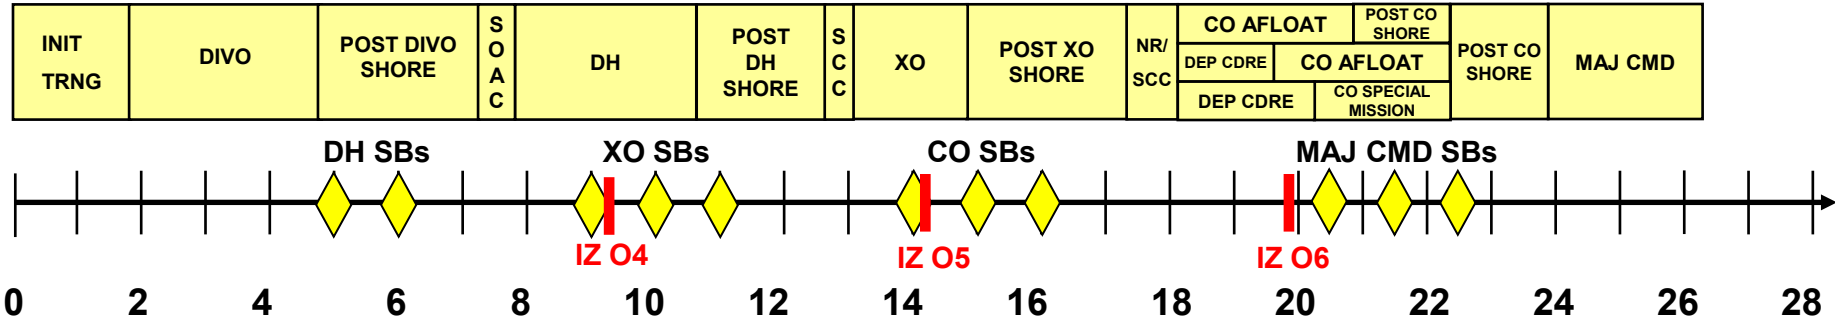 INIT
TRNG
DIVO
POST DIVO
SHORE
S
O
A
C
DH
POST
DH
SHORE
S
C
C
XO
POST XO
SHORE
NR/
SCC
CO AFLOAT
POST CO
SHORE
DEP CDRE
CO AFLOAT
DEP CDRE
CO SPECIAL
MISSION
POST CO
SHORE
MAJ CMD
DH SBs
XO SBs
CO SBs
MAJ CMD SBs
IZ O4
IZ O5
IZ O6
0 2 4 6 8 10 12 14 16 18 20 22 24 26 28